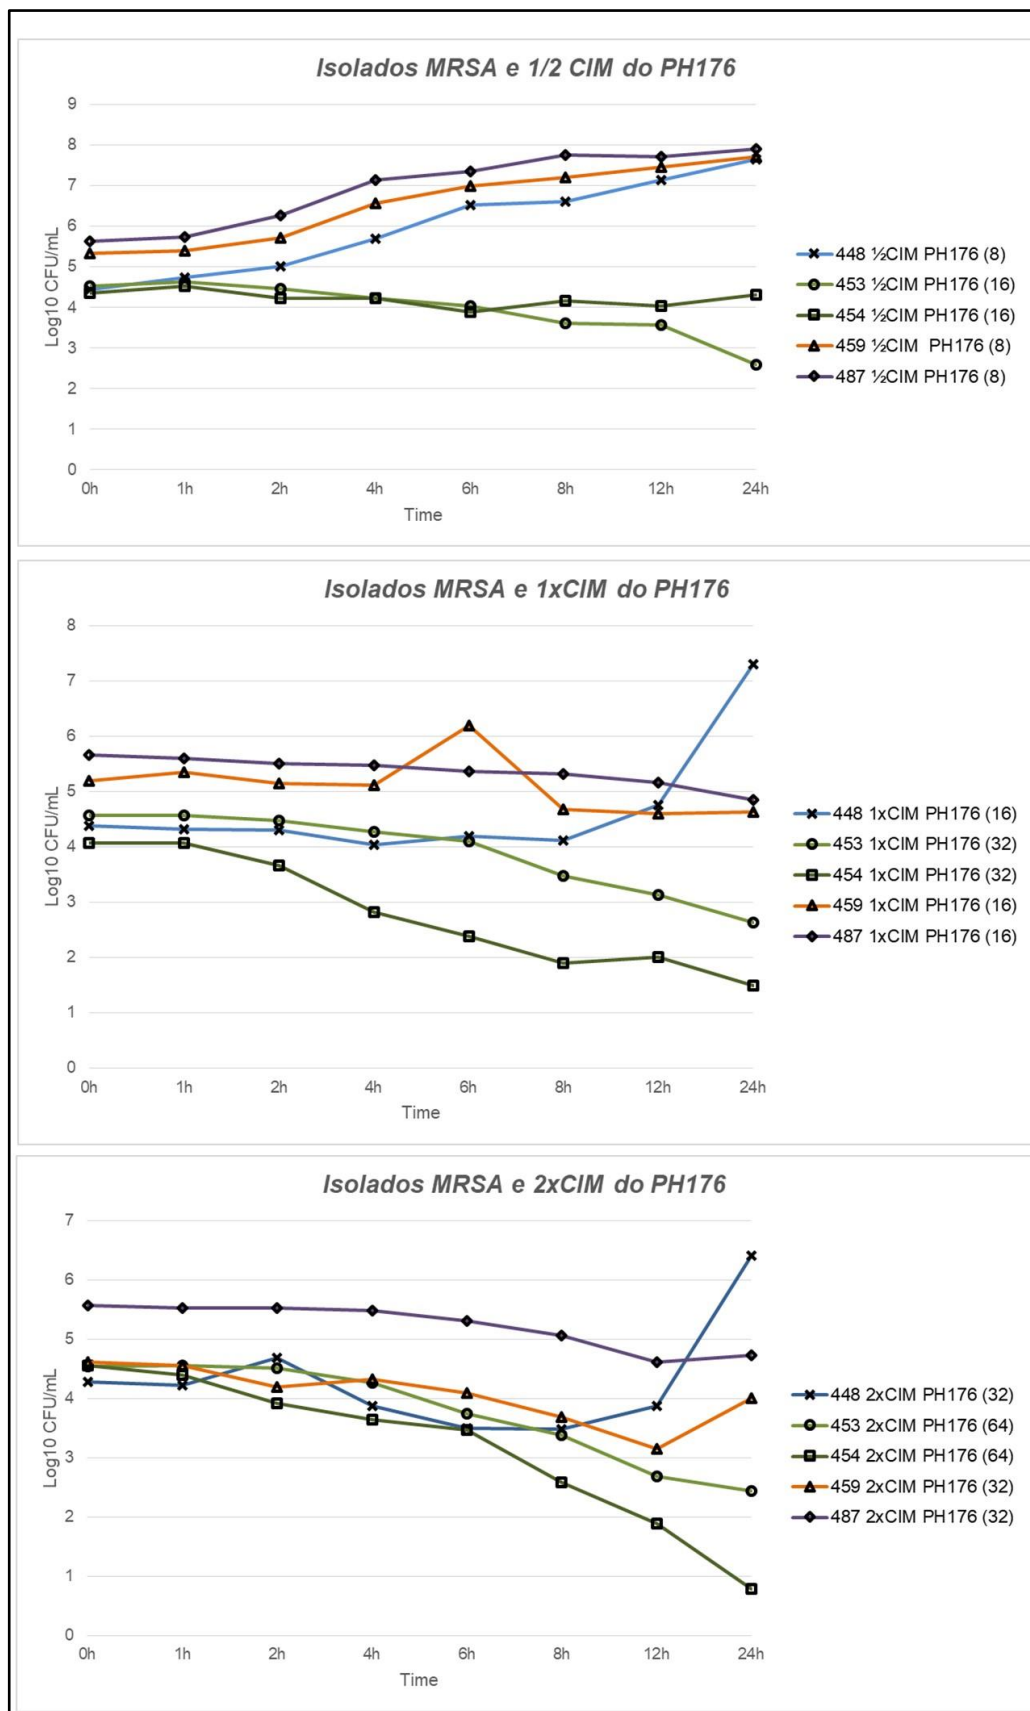 Isolados MRSA e 1/2 CIM do PH176
9
8
7
6
5
4
3
2
1
0
Log10 CFU/mL
0h 1h 2h 4h 6h 8h 12h 24h
Time
448 ½CIM PH176 (8)
453 ½CIM PH176 (16)
454 ½CIM PH176 (16)
459 ½CIM PH176 (8)
487 ½CIM PH176 (8)
Isolados MRSA e 1xCIM do PH176
8
7
6
5
4
3
2
1
0
Log10 CFU/mL
0h 1h 2h 4h 6h 8h 12h 24h
Time
448 1xCIM PH176 (16)
453 1xCIM PH176 (32)
454 1xCIM PH176 (32)
459 1xCIM PH176 (16)
487 1xCIM PH176 (16)
Isolados MRSA e 2xCIM do PH176
7
6
5
4
3
2
1
0
Log10 CFU/mL
0h 1h 2h 4h 6h 8h 12h 24h
Time
448 2xCIM PH176 (32)
453 2xCIM PH176 (64)
454 2xCIM PH176 (64)
459 2xCIM PH176 (32)
487 2xCIM PH176 (32)